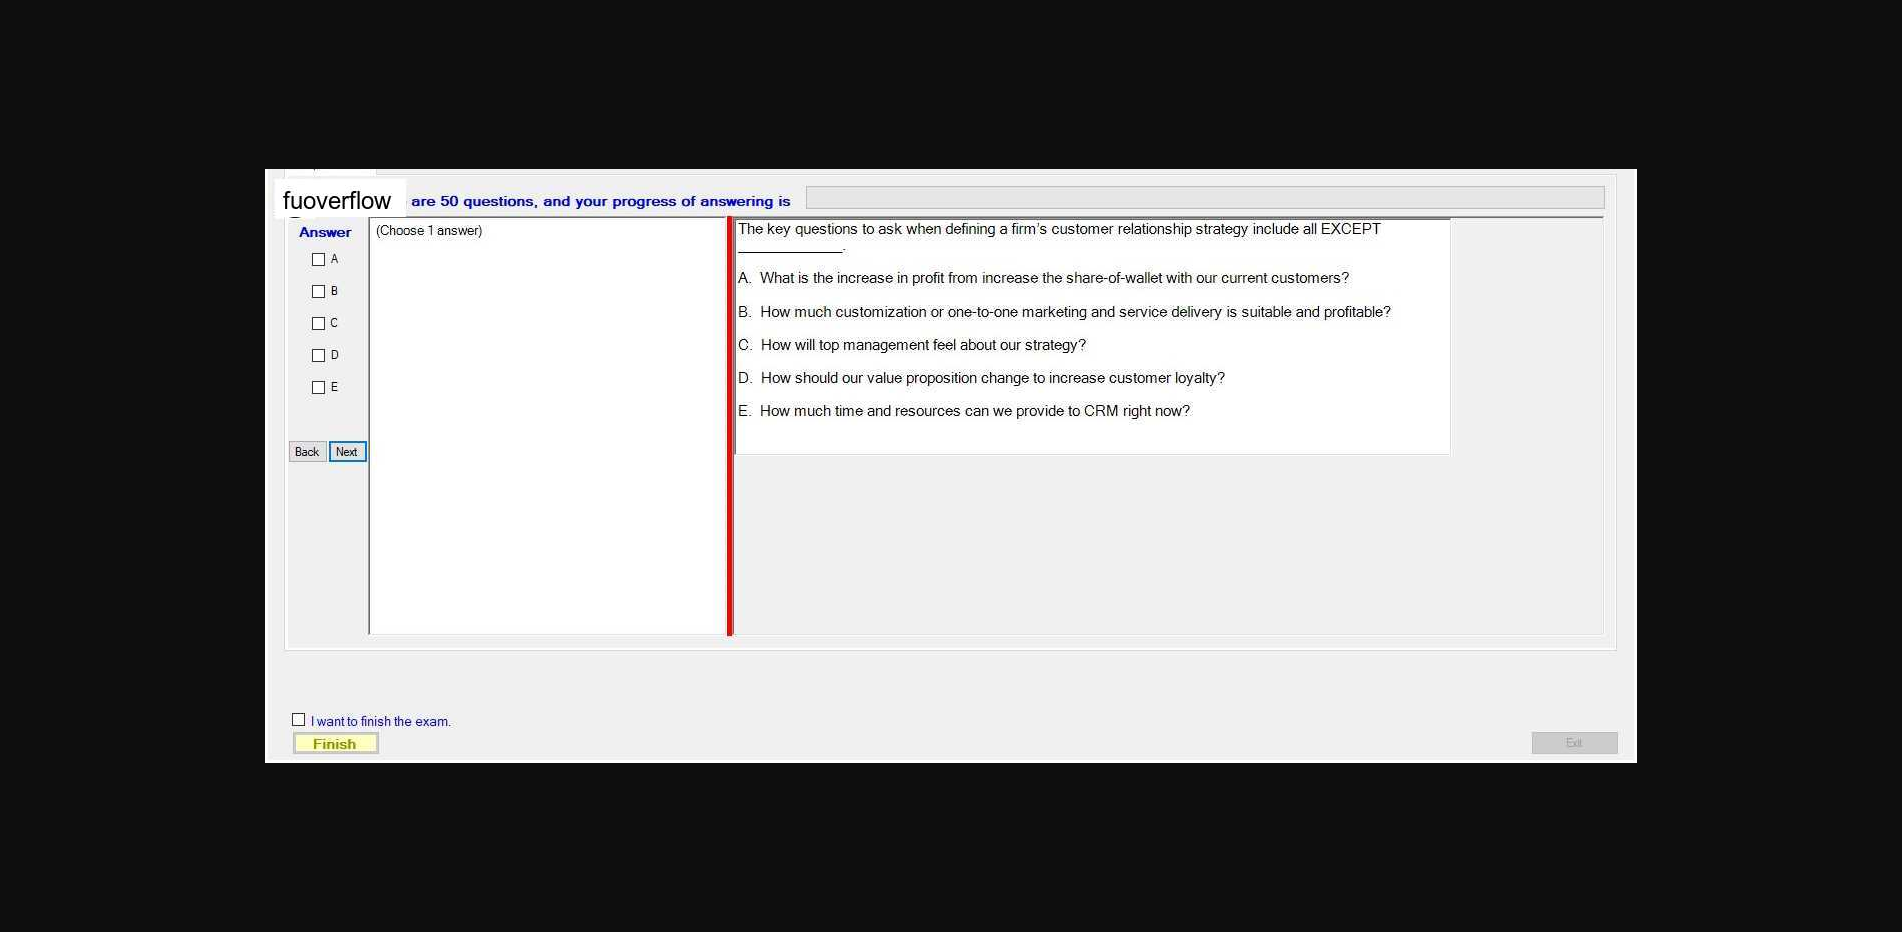 fuoverflow are 50 questions, and your progress of answering is
Answer
(Choose 1 answer)
A
B
C
D
E
Back Next
The key questions to ask when defining a firm's customer relationship strategy include all EXCEPT
_____________.
A. What is the increase in profit from increase the share-of-wallet with our current customers?
B. How much customization or one-to-one marketing and service delivery is suitable and profitable?
C. How will top management feel about our strategy?
D. How should our value proposition change to increase customer loyalty?
E. How much time and resources can we provide to CRM right now?
I want to finish the exam.
Finish
Exit